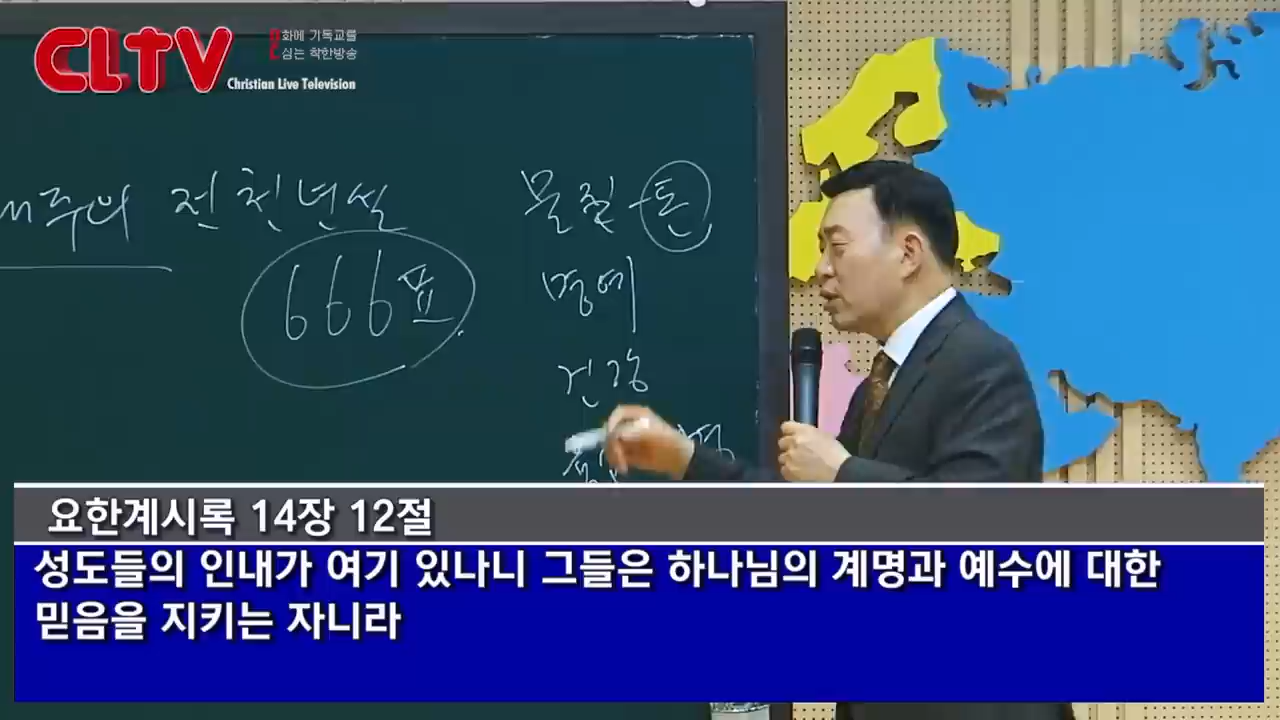 CLTV
화에 기독교를
심는 착한방송
Christian Live Television
주의 전천년설
666표
물질 돈
명예
건강
요한계시록 14장 12절
성도들의 인내가 여기 있나니 그들은 하나님의 계명과 예수에 대한
믿음을 지키는 자니라